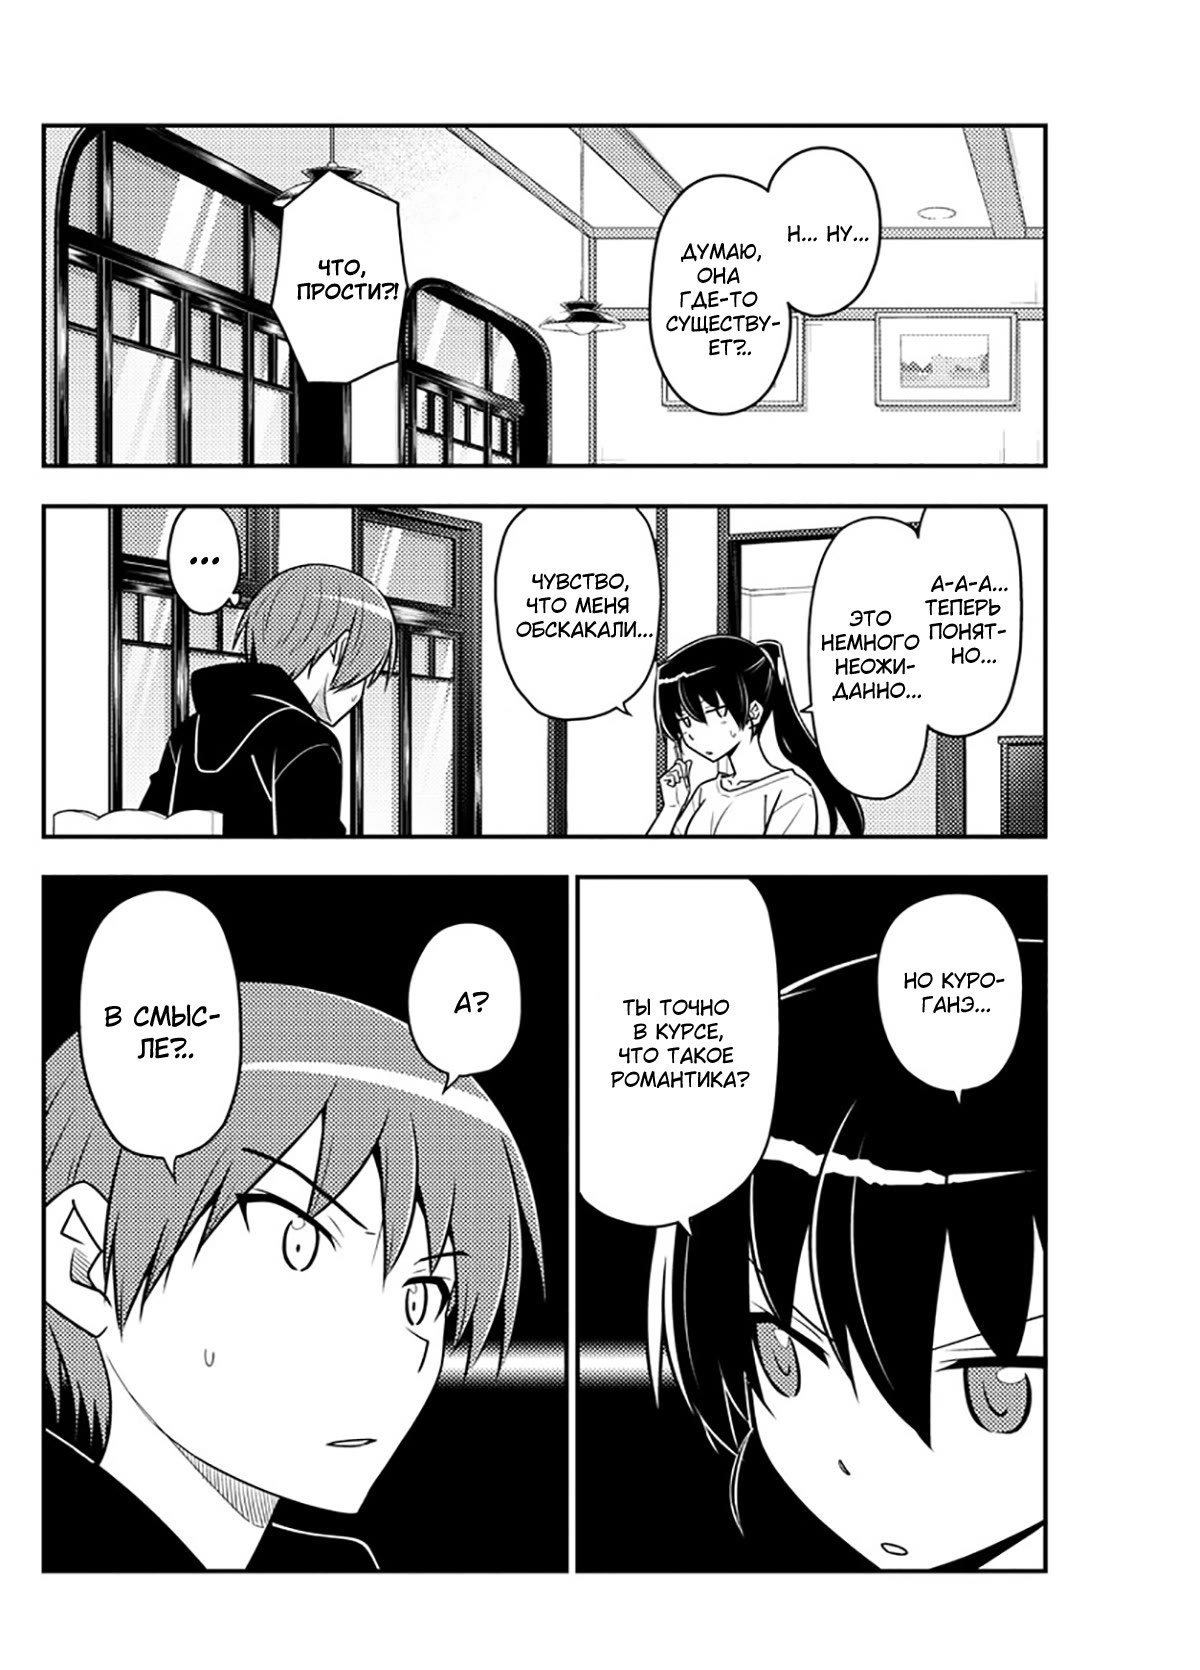 Н... НУ...
ДУМАЮ,
ОНА
ГДЕ-ТО
СУЩЕСТВУ-
ЕТ?..
ЧТО,
ПРОСТИ?!
А-А-А...
ТЕПЕРЬ
ПОНЯТ-
НО...
ЭТО
НЕМНОГО
НЕОЖИ-
ДАННО...
ЧУВСТВО,
ЧТО МЕНЯ
ОБСКАКАЛИ...
...
НО КУРО-
ГАНЭ...
ТЫ ТОЧНО
В КУРСЕ,
ЧТО ТАКОЕ
РОМАНТИКА?
А?
В СМЫС-
ЛЕ?..